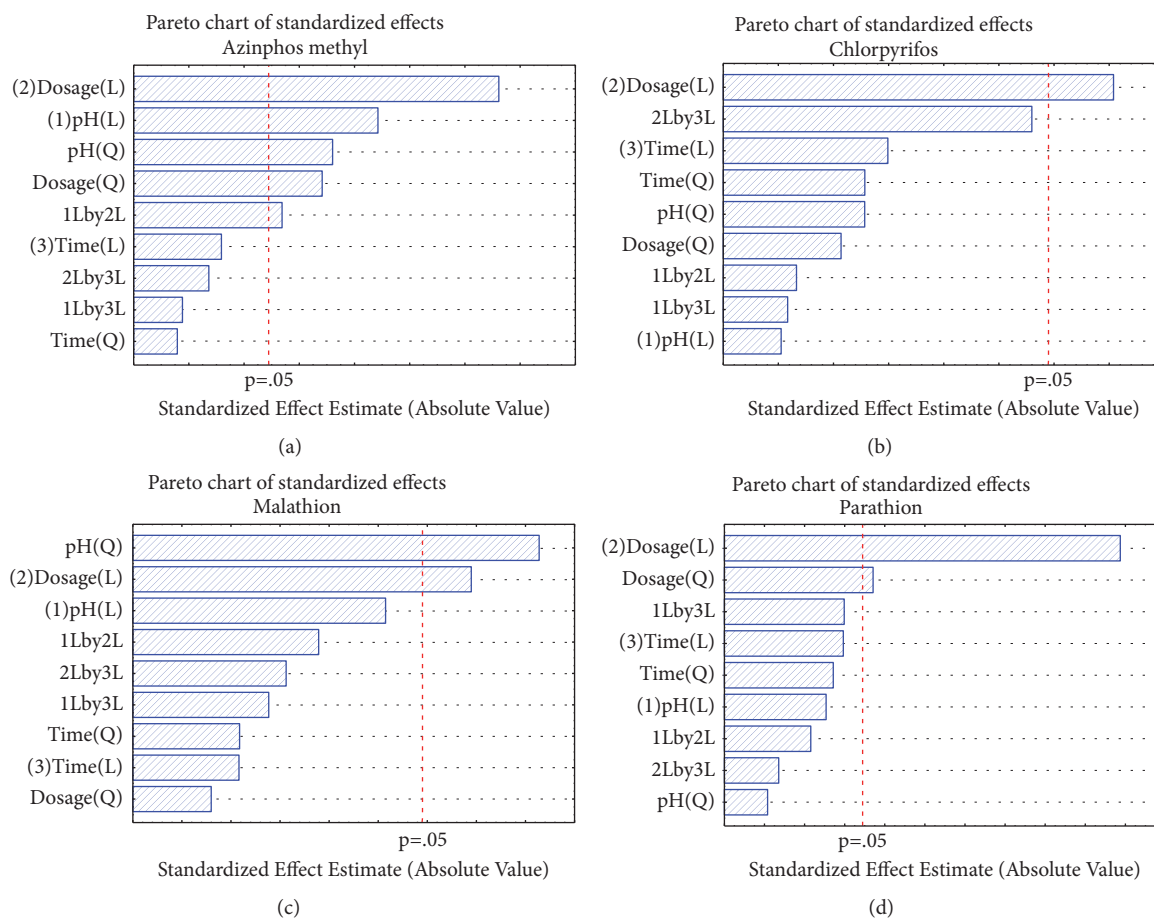 Pareto chart of standardized effects
Azinphos methyl
(2)Dosage(L)
(1)pH(L)
pH(Q)
Dosage(Q)
1Lby2L
(3)Time(L)
2Lby3L
1Lby3L
Time(Q)
p=.05
Standardized Effect Estimate (Absolute Value)
(a)
Pareto chart of standardized effects
Chlorpyrifos
(2)Dosage(L)
2Lby3L
(3)Time(L)
Time(Q)
pH(Q)
Dosage(Q)
1Lby2L
1Lby3L
(1)pH(L)
p=.05
Standardized Effect Estimate (Absolute Value)
(b)
Pareto chart of standardized effects
Malathion
pH(Q)
(2)Dosage(L)
(1)pH(L)
1Lby2L
2Lby3L
1Lby3L
Time(Q)
(3)Time(L)
Dosage(Q)
p=.05
Standardized Effect Estimate (Absolute Value)
(c)
Pareto chart of standardized effects
Parathion
(2)Dosage(L)
Dosage(Q)
1Lby3L
(3)Time(L)
Time(Q)
(1)pH(L)
1Lby2L
2Lby3L
pH(Q)
p=.05
Standardized Effect Estimate (Absolute Value)
(d)